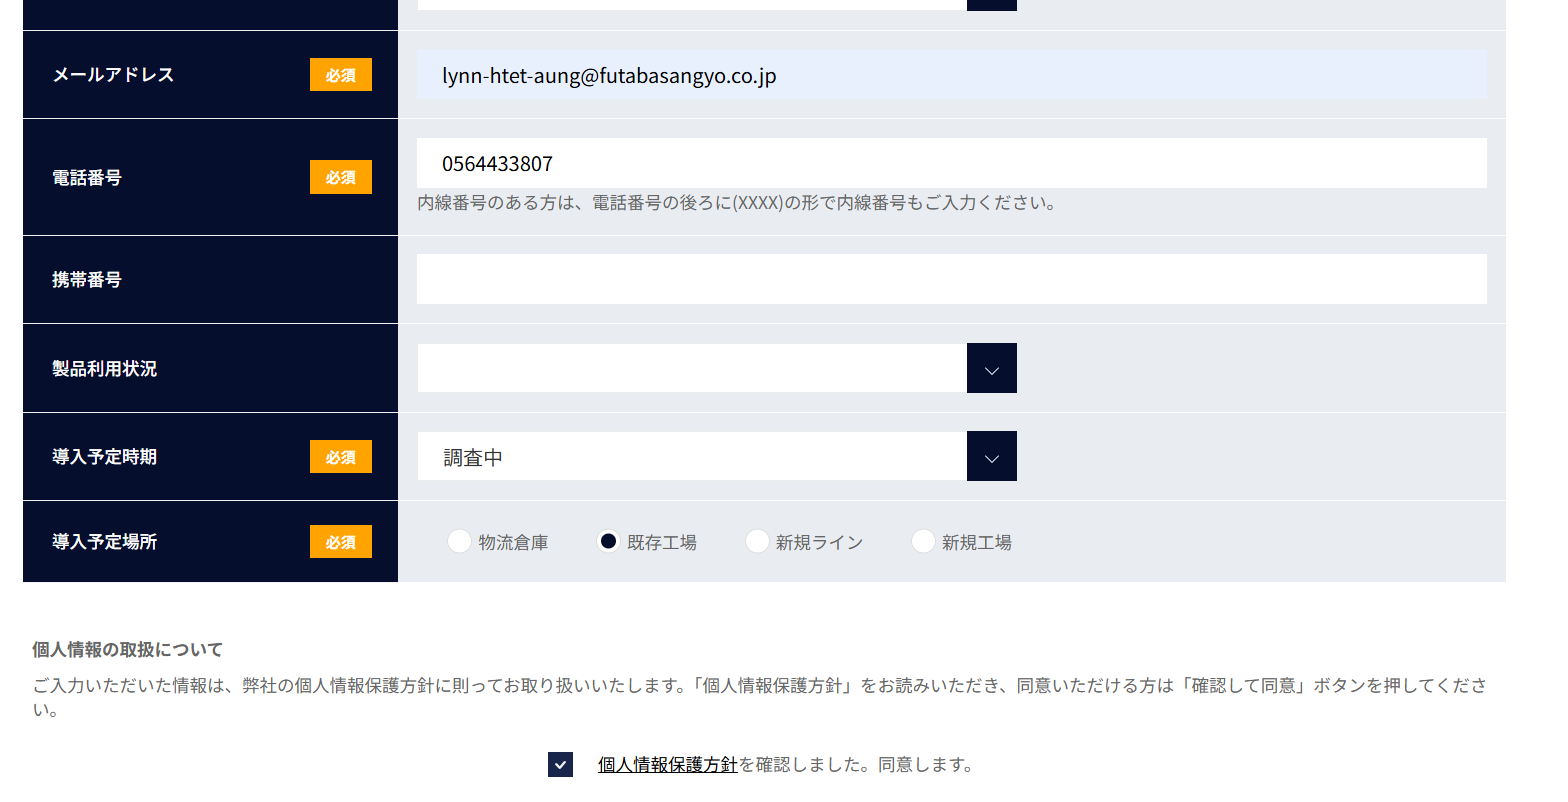 メールアドレス 必須 lynn-htet-aung@futabasangyo.co.jp
電話番号 必須 0564433807
内線番号のある方は、電話番号の後ろに(XXXX)の形で内線番号もご入力ください。
携帯番号
製品利用状況
導入予定時期 必須 調査中
導入予定場所 必須 物流倉庫 既存工場 新規ライン 新規工場
個人情報の取扱について
ご入力いただいた情報は、弊社の個人情報保護方針に則ってお取り扱いいたします。「個人情報保護方針」をお読みいただき、同意いただける方は「確認して同意」ボタンを押してくださ
い。
個人情報保護方針を確認しました。同意します。